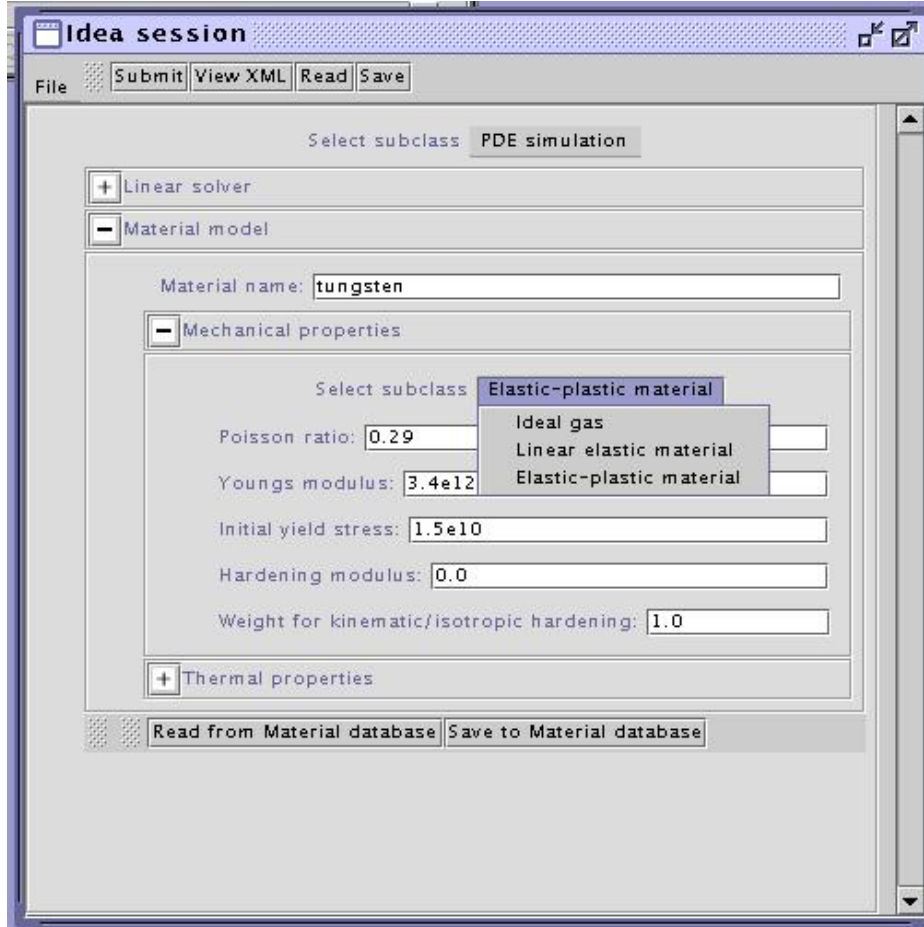 Idea session
File Submit View XML Read Save
Select subclass PDE simulation
+ Linear solver
− Material model
Material name: tungsten
− Mechanical properties
Select subclass Elastic-plastic material
Ideal gas
Poisson ratio: 0.29
Linear elastic material
Youngs modulus: 3.4e12
Elastic-plastic material
Initial yield stress: 1.5e10
Hardening modulus: 0.0
Weight for kinematic/isotropic hardening: 1.0
+ Thermal properties
Read from Material database Save to Material database